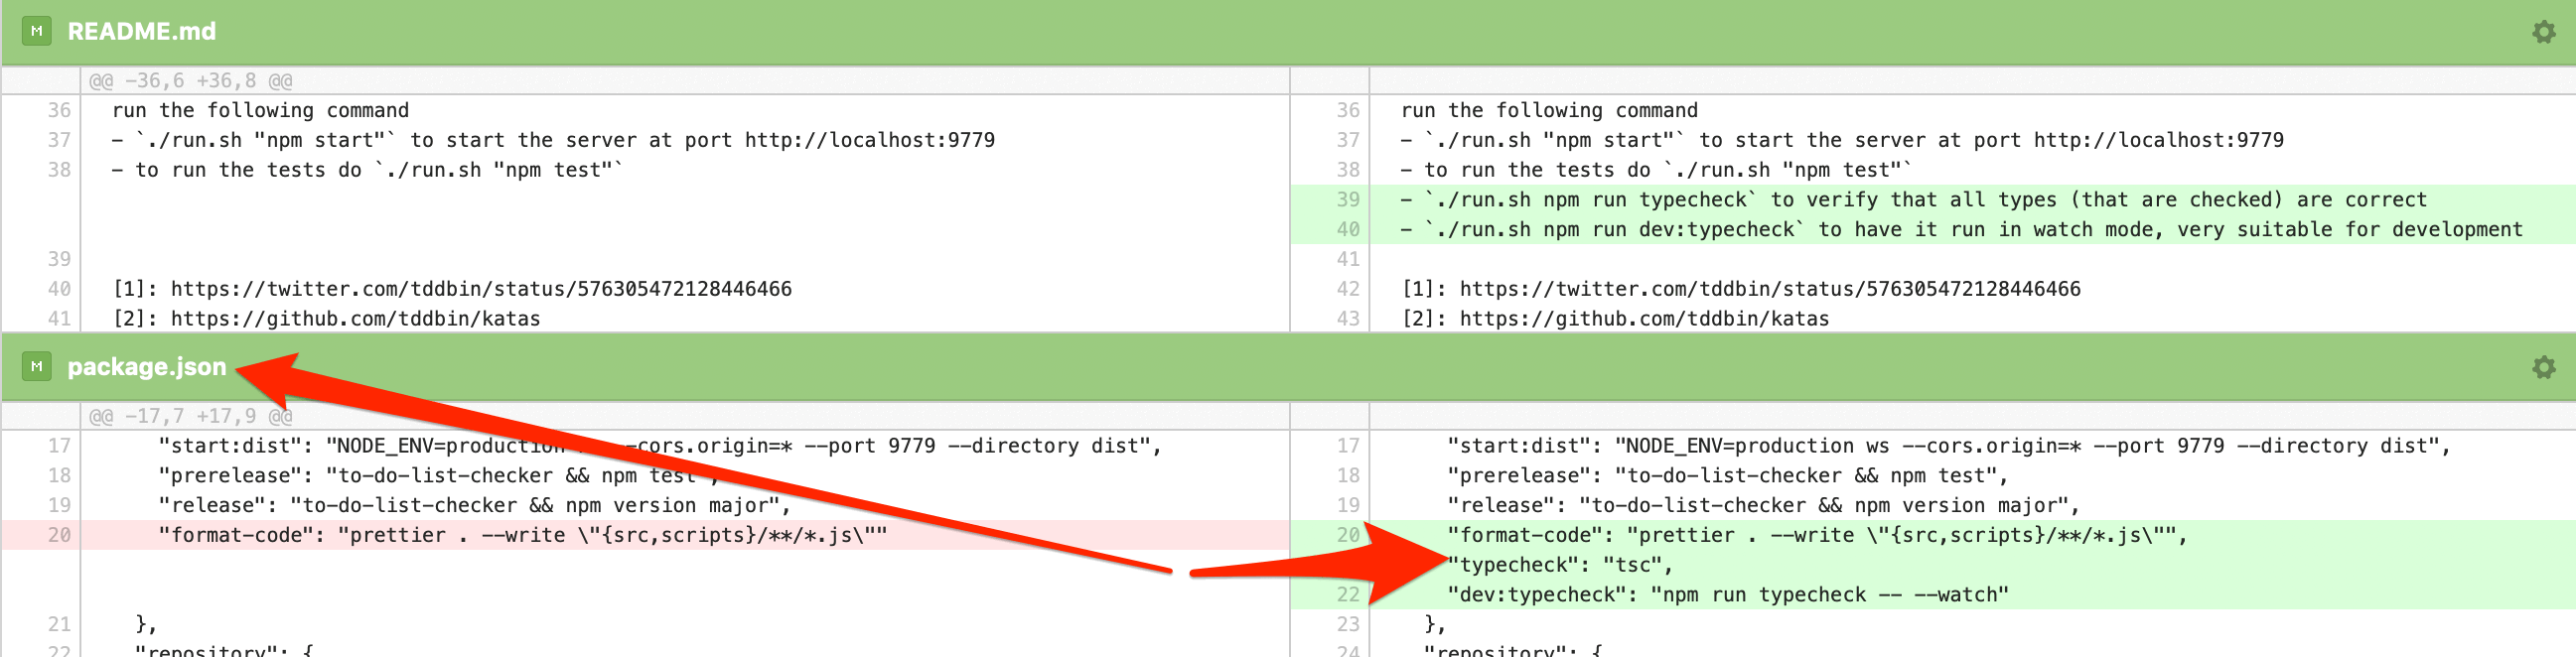 M README.md
@@ -36,6 +36,8 @@
36 run the following command
37 - `./run.sh "npm start"` to start the server at port http://localhost:9779
38 - to run the tests do `./run.sh "npm test"`
39
40 [1]: https://twitter.com/tddbin/status/576305472128446466
41 [2]: https://github.com/tddbin/katas
36 run the following command
37 - `./run.sh "npm start"` to start the server at port http://localhost:9779
38 - to run the tests do `./run.sh "npm test"`
39 - `./run.sh npm run typecheck` to verify that all types (that are checked) are correct
40 - `./run.sh npm run dev:typecheck` to have it run in watch mode, very suitable for development
41
42 [1]: https://twitter.com/tddbin/status/576305472128446466
43 [2]: https://github.com/tddbin/katas
M package.json
@@ -17,7 +17,9 @@
17 "start:dist": "NODE_ENV=production --cors.origin=* --port 9779 --directory dist",
18 "prerelease": "to-do-list-checker && npm test",
19 "release": "to-do-list-checker && npm version major",
20 "format-code": "prettier . --write \"{src,scripts}/**/*.js\""
21 },
22 "repository": {
17 "start:dist": "NODE_ENV=production ws --cors.origin=* --port 9779 --directory dist",
18 "prerelease": "to-do-list-checker && npm test",
19 "release": "to-do-list-checker && npm version major",
20 "format-code": "prettier . --write \"{src,scripts}/**/*.js\"",
"typecheck": "tsc",
22 "dev:typecheck": "npm run typecheck -- --watch"
23 },
24 "repository": {